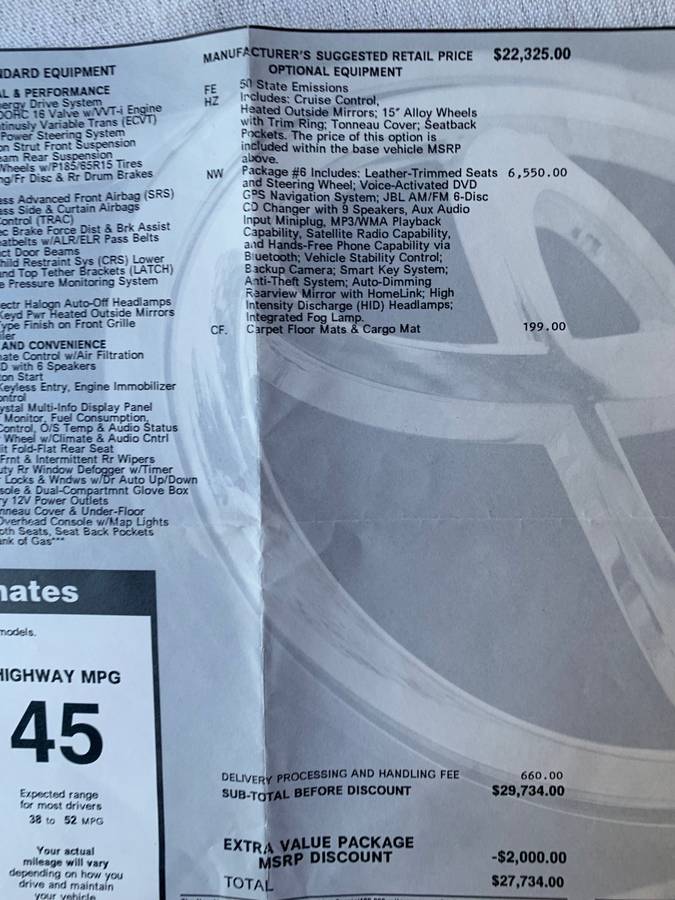 MANUFACTURER'S SUGGESTED RETAIL PRICE $22,325.00
OPTIONAL EQUIPMENT
FE 50 State Emissions
HZ Includes: Cruise Control,
Heated Outside Mirrors; 15" Alloy Wheels
with Trim Ring; Tonneau Cover; Seatback
Pockets. The price of this option is
included within the base vehicle MSRP
above.
NW Package #6 Includes: Leather-Trimmed Seats 6,550.00
and Steering Wheel; Voice-Activated DVD
GPS Navigation System; JBL AM/FM 6-Disc
CD Changer with 9 Speakers, Aux Audio
Input Miniplug, MP3/WMA Playback
Capability, Satellite Radio Capability,
and Hands-Free Phone Capability via
Bluetooth; Vehicle Stability Control;
Backup Camera; Smart Key System;
Anti-Theft System; Auto-Dimming
Rearview Mirror with HomeLink; High
Intensity Discharge (HID) Headlamps;
Integrated Fog Lamp.
CF. Carpet Floor Mats & Cargo Mat 199.00
DELIVERY PROCESSING AND HANDLING FEE 660.00
SUB-TOTAL BEFORE DISCOUNT $29,734.00
EXTRA VALUE PACKAGE
MSRP DISCOUNT -$2,000.00
TOTAL $27,734.00
NDARD EQUIPMENT
L & PERFORMANCE
ergy Drive System
DOHC 16 Valve w/VVT-i Engine
tinusly Variable Trans (ECVT)
Power Steering System
on Strut Front Suspension
eam Rear Suspension
Wheels w/P185/65R15 Tires
ng/Fr Disc & Rr Drum Brakes
ass Advanced Front Airbag (SRS)
ass Side & Curtain Airbags
ontrol (TRAC)
ec Brake Force Dist & Brk Assist
eatbelts w/ALR/ELR Pass Belts
ct Door Beams
hild Restraint Sys (CRS) Lower
nd Top Tether Brackets (LATCH)
e Pressure Monitoring System
ectr Halogn Auto-Off Headlamps
Keyd Pwr Heated Outside Mirrors
ype Finish on Front Grille
iler
AND CONVENIENCE
ate Control w/Air Filtration
D with 6 Speakers
on Start
Keyless Entry, Engine Immobilizer
ontrol
ystal Multi-Info Display Panel
Monitor, Fuel Consumption,
Control, O/S Temp & Audio Status
Wheel w/Climate & Audio Cntrl
it Fold-Flat Rear Seat
Frnt & Intermittent Rr Wipers
uty Rr Window Defogger w/Timer
Locks & Wndws w/Dr Auto Up/Down
sole & Dual-Compartmnt Glove Box
ry 12V Power Outlets
nneau Cover & Under-Floor
Overhead Console w/Map Lights
oth Seats, Seat Back Pockets
ank of Gas***
nates
models.
HIGHWAY MPG
45
Expected range
for most drivers
38 to 52 MPG
Your actual
mileage will vary
depending on how you
drive and maintain
your vehicle